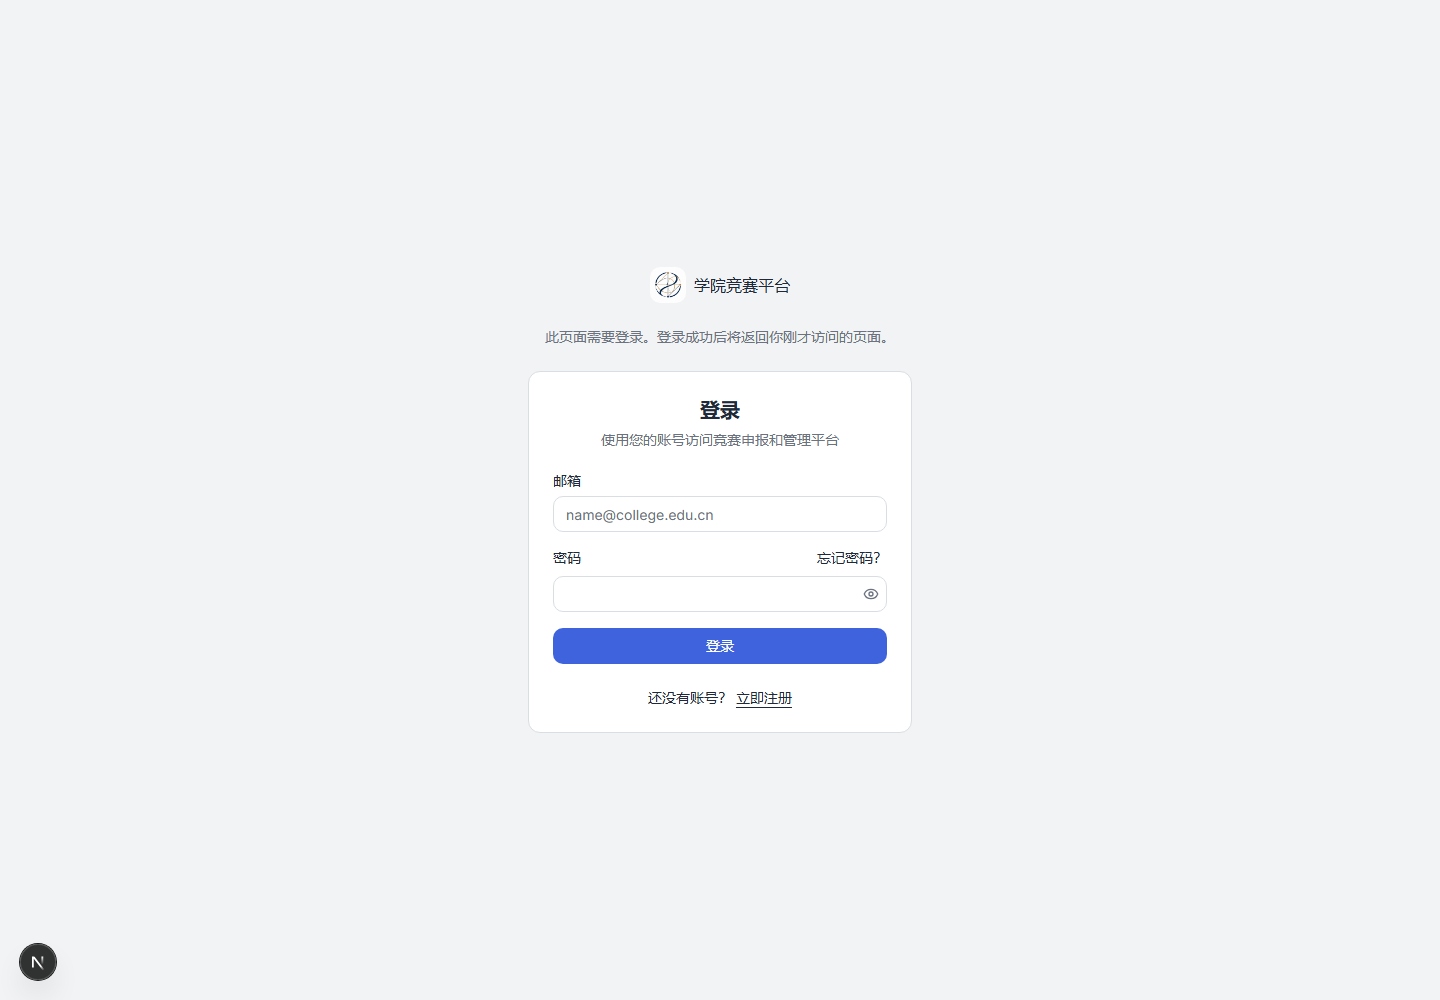 学院竞赛平台
此页面需要登录。登录成功后将返回你刚才访问的页面。
登录
使用您的账号访问竞赛申报和管理平台
邮箱
name@college.edu.cn
密码 忘记密码?
登录
还没有账号? 立即注册
N